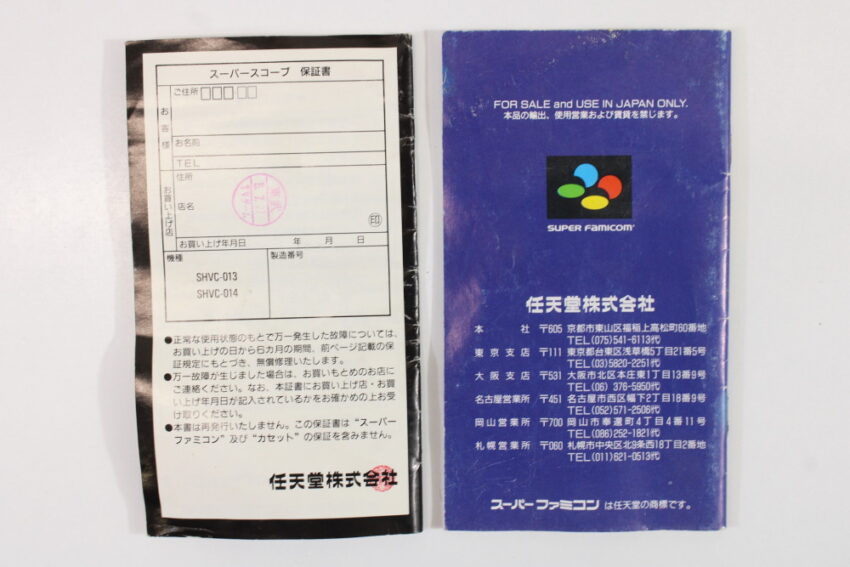 スーパースコープ 保証書
お客様
ご住所
お名前
TEL
お買い上げ店
住所
店名
印
お買い上げ年月日 年 月 日
機種
SHVC-013
SHVC-014
製造番号
●正常な使用状態のもとで万一発生した故障については、
お買い上げの日から6カ月の期間、前ページ記載の保
証規定にもとづき、無償修理いたします。
●万一故障が生じました場合は、お買いもとめのお店に
ご連絡ください。なお、本証書にお買い上げ店・お買
い上げ年月日が記入されているかをお確かめの上お受
け取りください。
●本書は再発行いたしません。この保証書は“スーパー
ファミコン”及び“カセット”の保証を含みません。
任天堂株式会社
FOR SALE and USE IN JAPAN ONLY.
本品の輸出、使用営業および賃貸を禁じます。
SUPER FAMICOM
任天堂株式会社
本社 〒605 京都市東山区福稲上高松町60番地
TEL(075)541-6113代
東京支店 〒111 東京都台東区浅草橋5丁目21番5号
TEL(03)5820-2251代
大阪支店 〒531 大阪市北区本庄東1丁目13番9号
TEL(06) 376-5950代
名古屋営業所 〒451 名古屋市西区幅下2丁目18番9号
TEL(052)571-2506代
岡山営業所 〒700 岡山市奉還町4丁目4番11号
TEL(086)252-1821代
札幌営業所 〒060 札幌市中央区北9条西18丁目2番地
TEL(011)621-0513代
スーパーファミコンは任天堂の商標です。